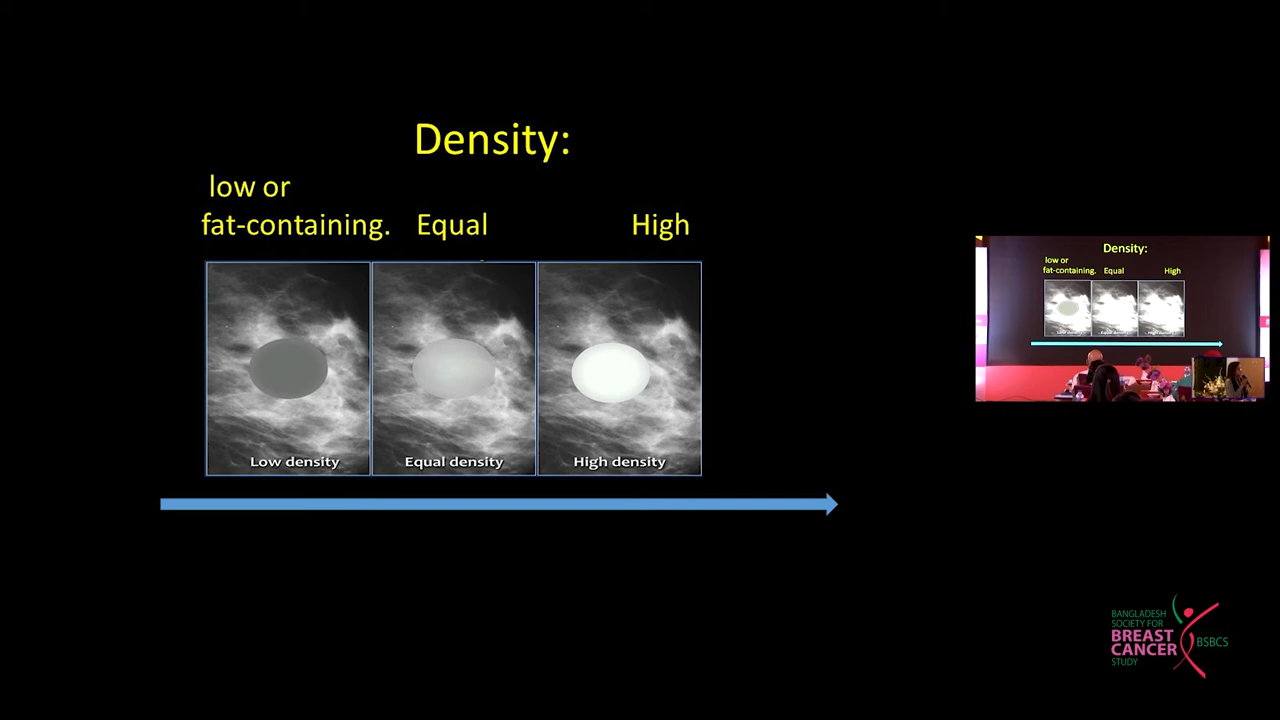 Density:
low or
fat-containing. Equal High
Low density Equal density High density
Density:
low or
fat-containing. Equal High
BANGLADESH
SOCIETY FOR
BREAST
CANCER
STUDY
BSBCS